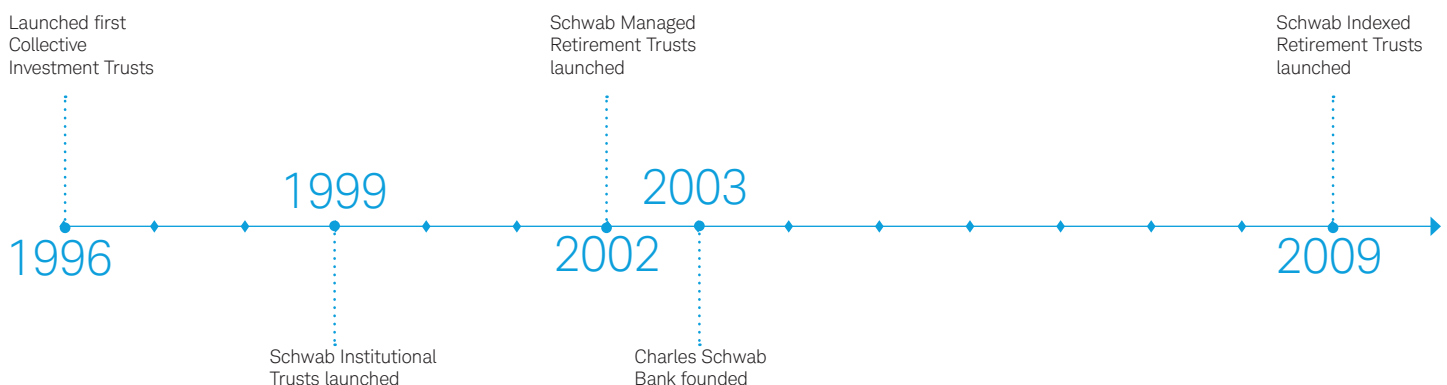 Launched first
Collective
Investment Trusts
Schwab Managed
Retirement Trusts
launched
Schwab Indexed
Retirement Trusts
launched
1999
2003
1996
2002
2009
Schwab Institutional
Trusts launched
Charles Schwab
Bank founded